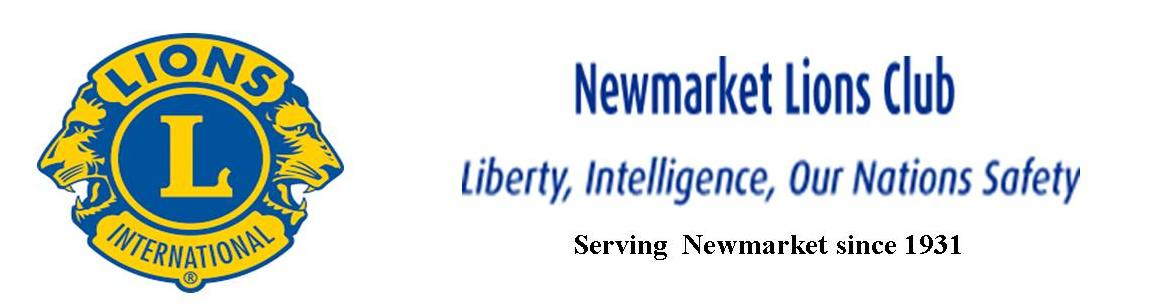 LIONS
L
INTERNATIONAL
®
Newmarket Lions Club
Liberty, Intelligence, Our Nations Safety
Serving  Newmarket since 1931